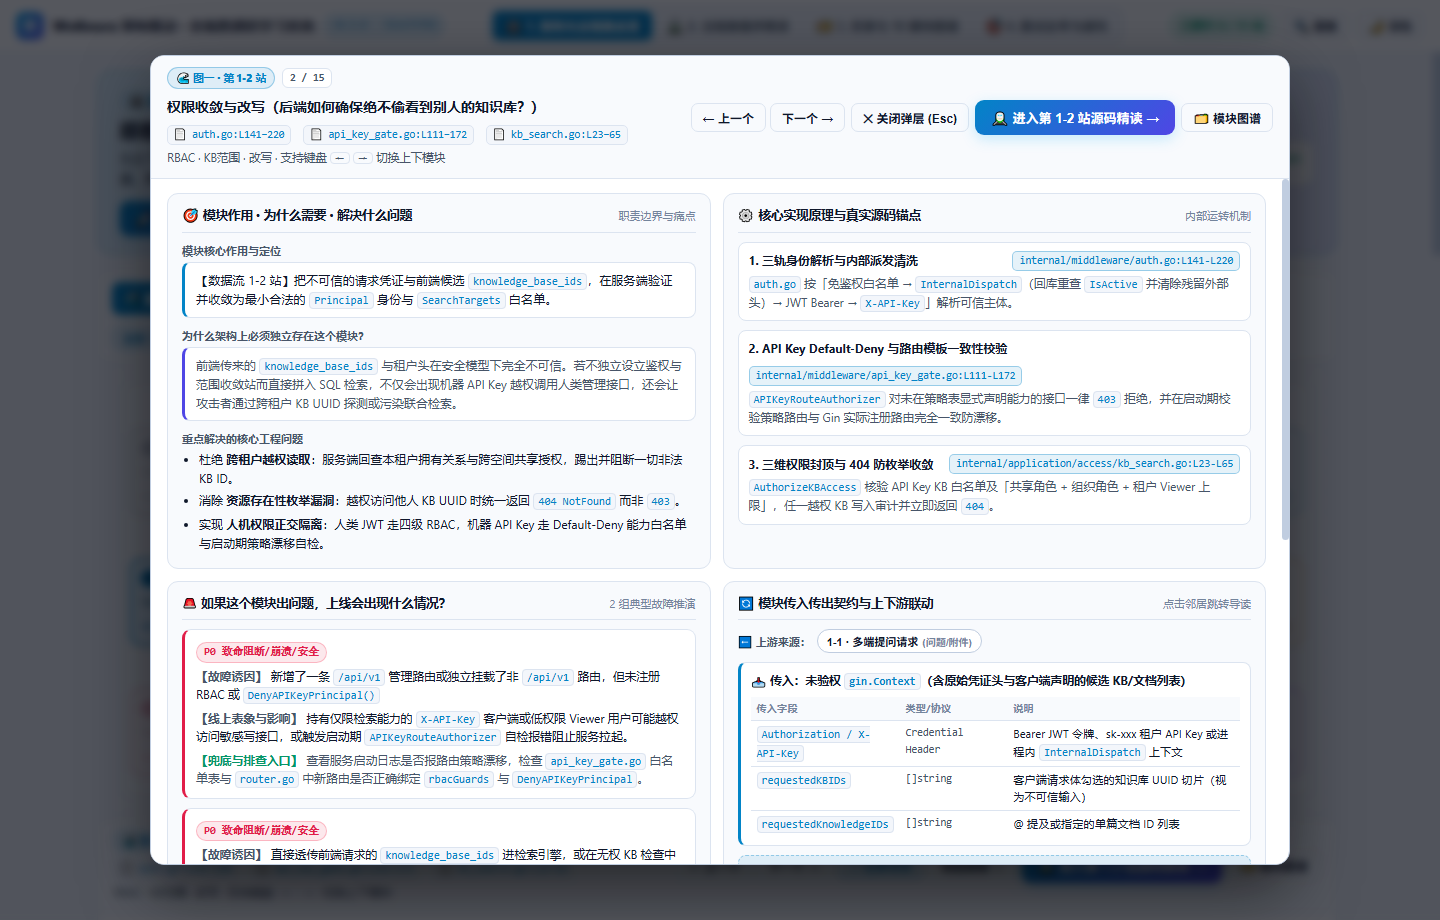 图一 · 第 1-2 站
2 / 15
权限收敛与改写（后端如何确保绝不偷看到别人的知识库？）
auth.go:L141-220
api_key_gate.go:L111-172
kb_search.go:L23-65
RBAC · KB范围 · 改写 · 支持键盘 ← → 切换上下模块
← 上一个
下一个 →
✕ 关闭弹层 (Esc)
进入第 1-2 站源码精读 →
模块图谱
模块作用 · 为什么需要 · 解决什么问题
职责边界与痛点
模块核心作用与定位
【数据流 1-2 站】把不可信的请求凭证与前端候选 knowledge_base_ids，在服务端验证
并收敛为最小合法的 Principal 身份与 SearchTargets 白名单。
为什么架构上必须独立存在这个模块？
前端传来的 knowledge_base_ids 与租户头在安全模型下完全不可信。若不独立设立鉴权与
范围收敛站而直接拼入 SQL 检索，不仅会出现机器 API Key 越权调用人类管理接口，还会让
攻击者通过跨租户 KB UUID 探测或污染联合检索。
重点解决的核心工程问题
• 杜绝 跨租户越权读取：服务端回查本租户拥有关系与跨空间共享授权，踢出并阻断一切非法
KB ID。
• 消除 资源存在性枚举漏洞：越权访问他人 KB UUID 时统一返回 404 NotFound 而非 403。
• 实现 人机权限正交隔离：人类 JWT 走四级 RBAC，机器 API Key 走 Default-Deny 能力白名单
与启动期策略漂移自检。
核心实现原理与真实源码锚点
内部运转机制
1. 三轨身份解析与内部派发清洗
internal/middleware/auth.go:L141-L220
auth.go 按「免鉴权白名单 → InternalDispatch（回库重查 IsActive 并清除残留外部
头）→ JWT Bearer → X-API-Key」解析可信主体。
2. API Key Default-Deny 与路由模板一致性校验
internal/middleware/api_key_gate.go:L111-L172
APIKeyRouteAuthorizer 对未在策略表显式声明能力的接口一律 403 拒绝，并在启动期校
验策略路由与 Gin 实际注册路由完全一致防漂移。
3. 三维权限封顶与 404 防枚举收敛
internal/application/access/kb_search.go:L23-L65
AuthorizeKBAccess 核验 API Key KB 白名单及「共享角色 + 组织角色 + 租户 Viewer 上
限」，任一越权 KB 写入审计并立即返回 404。
如果这个模块出问题，上线会出现什么情况？
2 组典型故障推演
P0 致命阻断/崩溃/安全
【故障诱因】 新增了一条 /api/v1 管理路由或独立挂载了非 /api/v1 路由，但未注册
RBAC 或 DenyAPIKeyPrincipal()
【线上表象与影响】 持有仅限检索能力的 X-API-Key 客户端或低权限 Viewer 用户可能越权
访问敏感写接口，或触发启动期 APIKeyRouteAuthorizer 自检报错阻止服务拉起。
【兜底与排查入口】 查看服务启动日志是否报路由策略漂移，检查 api_key_gate.go 白名
单表与 router.go 中新路由是否正确绑定 rbacGuards 与 DenyAPIKeyPrincipal。
P0 致命阻断/崩溃/安全
【故障诱因】 直接透传前端请求的 knowledge_base_ids 进检索引擎，或在无权 KB 检查中
模块传入传出契约与上下游联动
点击邻居跳转导读
上游来源：
1-1 · 多端提问请求 (问题/附件)
传入：未验权 gin.Context （含原始凭证头与客户端声明的候选 KB/文档列表）
传入字段 类型/协议 说明
Authorization / X-API-Key Credential Header Bearer JWT 令牌、sk-xxx 租户 API Key 或进程内 InternalDispatch 上下文
requestedKBIDs []string 客户端请求体勾选的知识库 UUID 切片（视为不可信输入）
requestedKnowledgeIDs []string @ 提及或指定的单篇文档 ID 列表